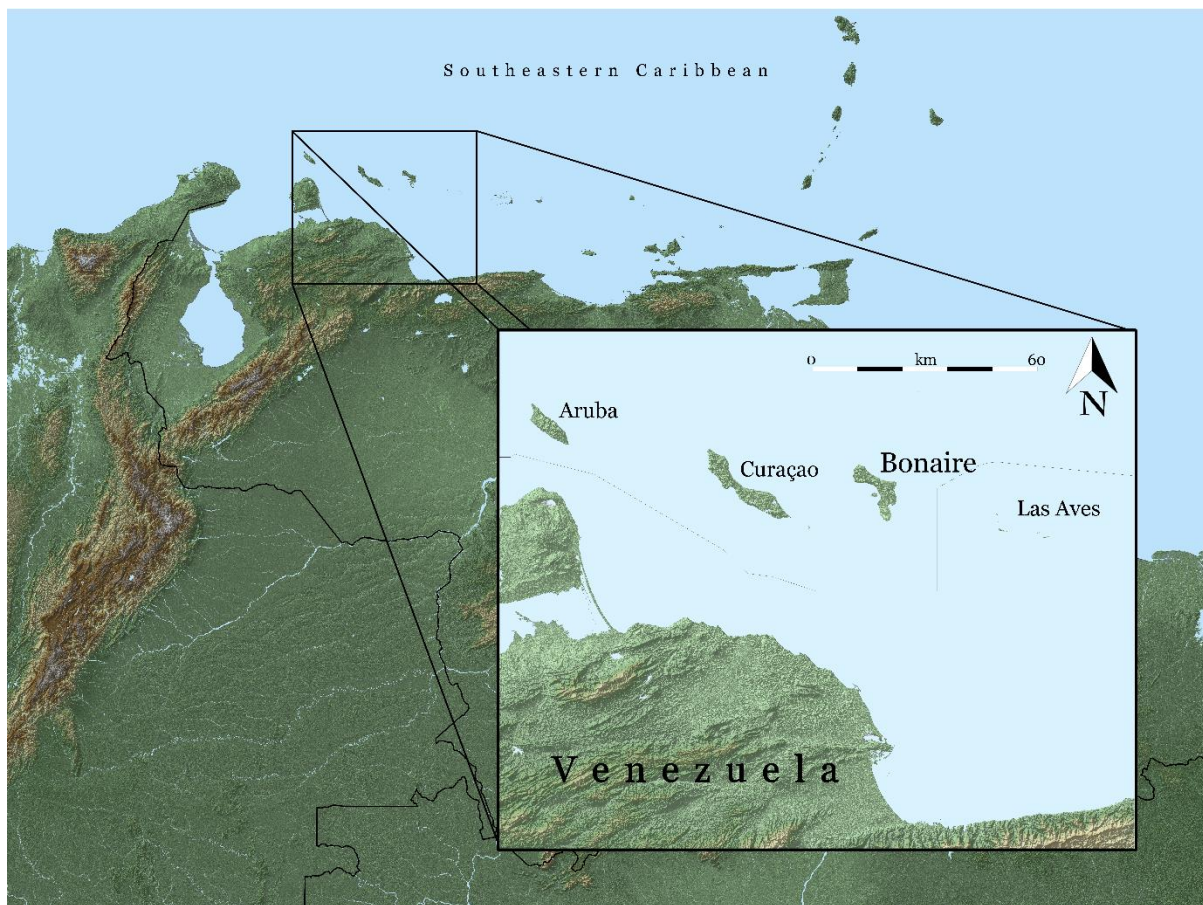 Southeastern Caribbean
0 km 60
N
Aruba
Curaçao
Bonaire
Las Aves
Venezuela